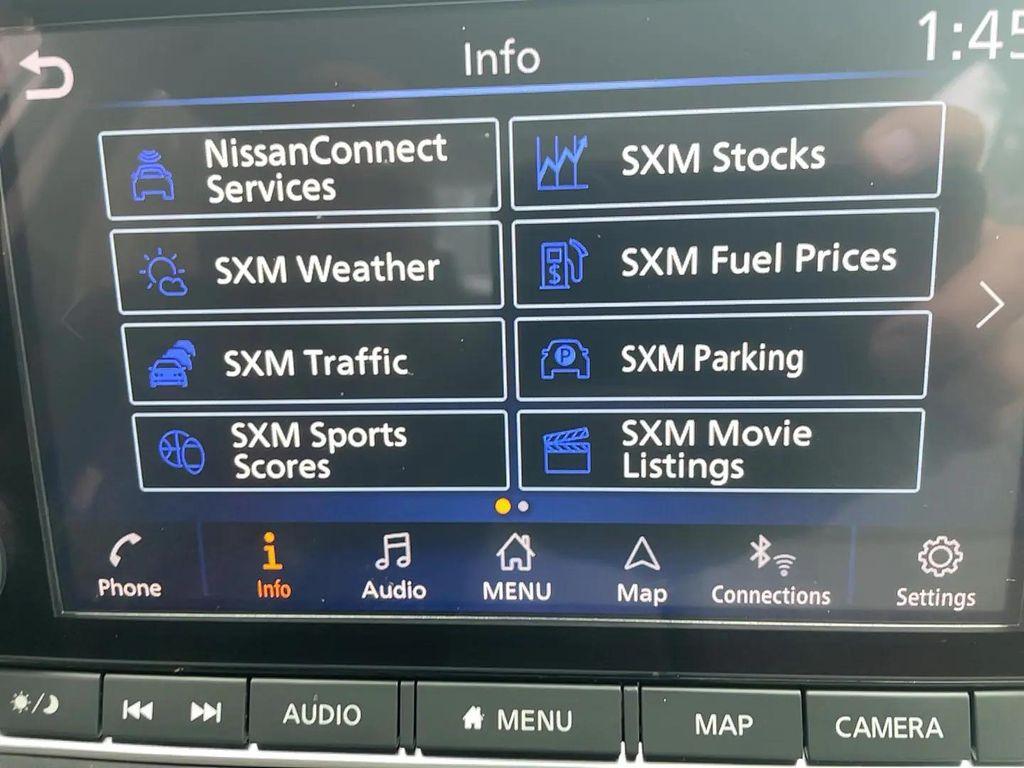 Info
1:45
NissanConnect
Services
SXM Stocks
SXM Weather
SXM Fuel Prices
$
SXM Traffic
P
SXM Parking
SXM Sports
Scores
SXM Movie
Listings
Phone
Info
Audio
MENU
Map
Connections
Settings
AUDIO
MENU
MAP
CAMERA